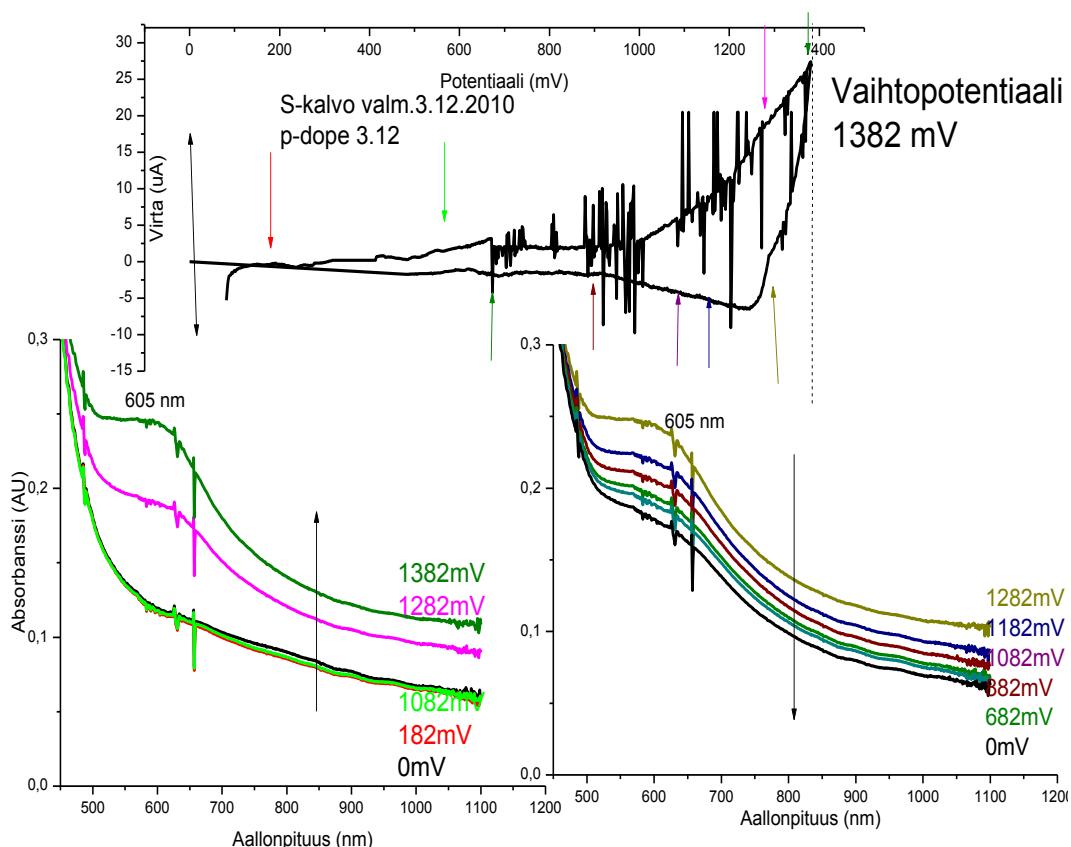 0 200 400 600 800 1000 1200 1400
Potentiaali (mV)
30
25
20
15
10
5
0
-5
-10
-15
Virta (uA)
S-kalvo valm.3.12.2010
p-dope 3.12
Vaihtopotentiaali
1382 mV
0,3
0,2
0,1
0,0
Absorbanssi (AU)
605 nm
1382mV
1282mV
1082mV
182mV
0mV
500 600 700 800 900 1000 1100 1200
Aallonpituus (nm)
0,3
0,2
0,1
0,0
605 nm
1282mV
1182mV
1082mV
882mV
682mV
0mV
500 600 700 800 900 1000 1100 1200
Aallonpituus (nm)